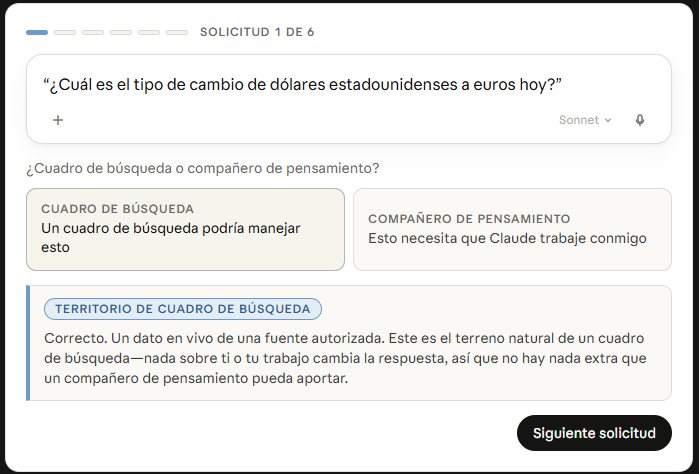 SOLICITUD 1 DE 6
“¿Cuál es el tipo de cambio de dólares estadounidenses a euros hoy?”
Sonnet
¿Cuadro de búsqueda o compañero de pensamiento?
CUADRO DE BÚSQUEDA
Un cuadro de búsqueda podría manejar
esto
COMPAÑERO DE PENSAMIENTO
Esto necesita que Claude trabaje conmigo
TERRITORIO DE CUADRO DE BÚSQUEDA
Correcto. Un dato en vivo de una fuente autorizada. Este es el terreno natural de un cuadro
de búsqueda—nada sobre ti o tu trabajo cambia la respuesta, así que no hay nada extra que
un compañero de pensamiento pueda aportar.
Siguiente solicitud